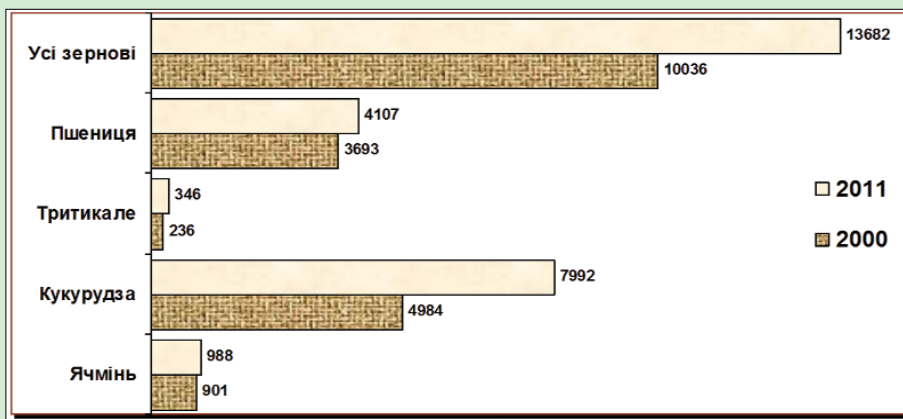 Усі зернові
13682
10036
Пшениця
4107
3693
Тритикале
346
236
Кукурудза
7992
4984
Ячмінь
988
901
2011
2000